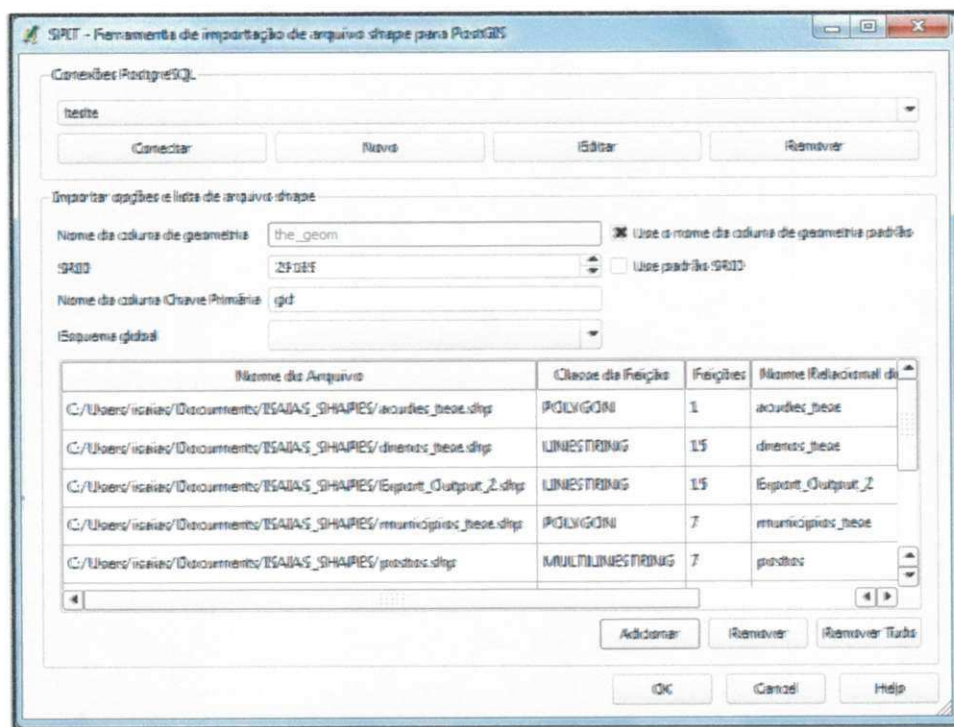 SPIT - Ferramenta de importação de arquivo shape para PostGIS
Conexões PostgreSQL
teste
Conectar Novo Editar Remover
Importar opções e lista de arquivo shape
Nome da coluna de geometria the_geom Use o nome da coluna de geometria padrão
SRID Use padrão SRID
Nome da coluna Chave Primária gid
Esquema global
Nome do Arquivo Classe da Feição Feições Nome Relacional da
C:/Users/isaias/Documents/ISAIAS_SHAPES/acudes_tese.shp POLYGON 1 acudes_tese
C:/Users/isaias/Documents/ISAIAS_SHAPES/drenos_tese.shp LINESTRING 15 drenos_tese
C:/Users/isaias/Documents/ISAIAS_SHAPES/Export_Output_2.shp LINESTRING 15 Export_Output_2
C:/Users/isaias/Documents/ISAIAS_SHAPES/municipios_tese.shp POLYGON 7 municipios_tese
C:/Users/isaias/Documents/ISAIAS_SHAPES/ MULTILINESTRING 7
Adicionar Remover Remover Tudo
OK Cancel Help